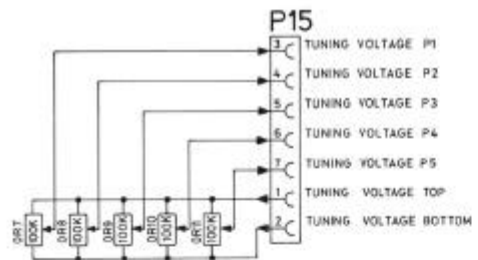 P15
3 TUNING VOLTAGE P1
4 TUNING VOLTAGE P2
5 TUNING VOLTAGE P3
6 TUNING VOLTAGE P4
7 TUNING VOLTAGE P5
1 TUNING VOLTAGE TOP
2 TUNING VOLTAGE BOTTOM
0R7 100K
0R8 100K
0R9 100K
0R10 100K
0R6 100K